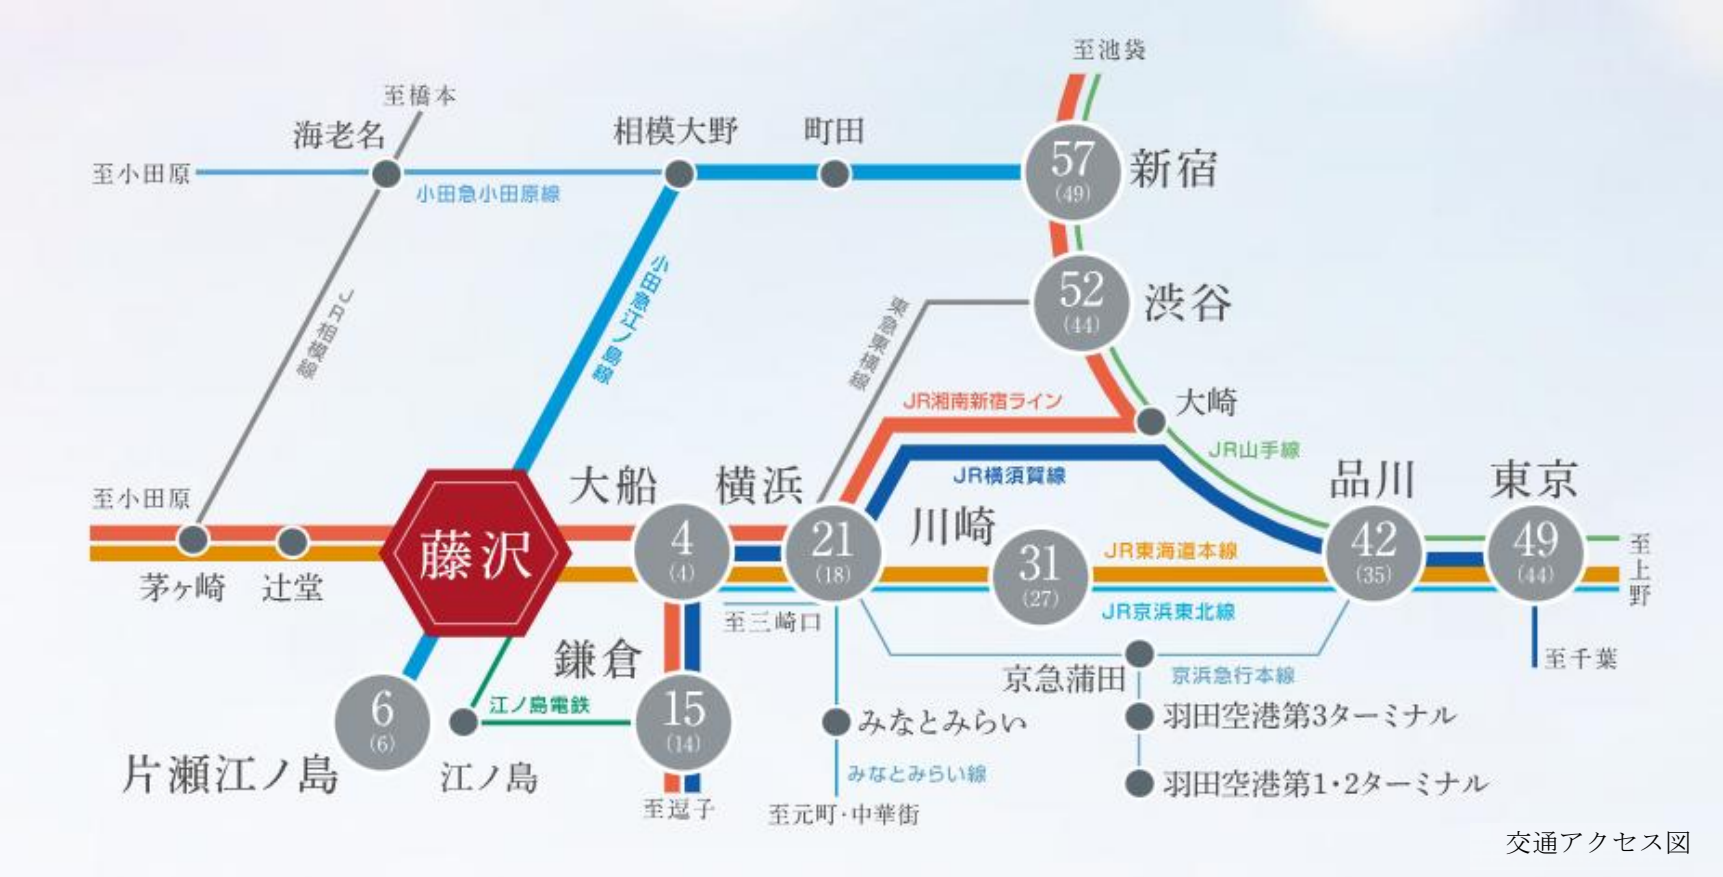 至池袋
至橋本
海老名
相模大野
町田
57
(49)
新宿
至小田原
小田急小田原線
小田急江ノ島線
JR相模線
東急東横線
52
(44)
渋谷
JR湘南新宿ライン
大崎
JR山手線
JR横須賀線
至小田原
大船
横浜
川崎
品川
東京
藤沢
4
(4)
21
(18)
31
(27)
JR東海道本線
42
(35)
49
(44)
至上野
茅ヶ崎
辻堂
JR京浜東北線
至三崎口
鎌倉
京急蒲田
京浜急行本線
至千葉
6
(6)
江ノ島電鉄
15
(14)
みなとみらい
羽田空港第3ターミナル
片瀬江ノ島
江ノ島
みなとみらい線
羽田空港第1・2ターミナル
至逗子
至元町・中華街
交通アクセス図